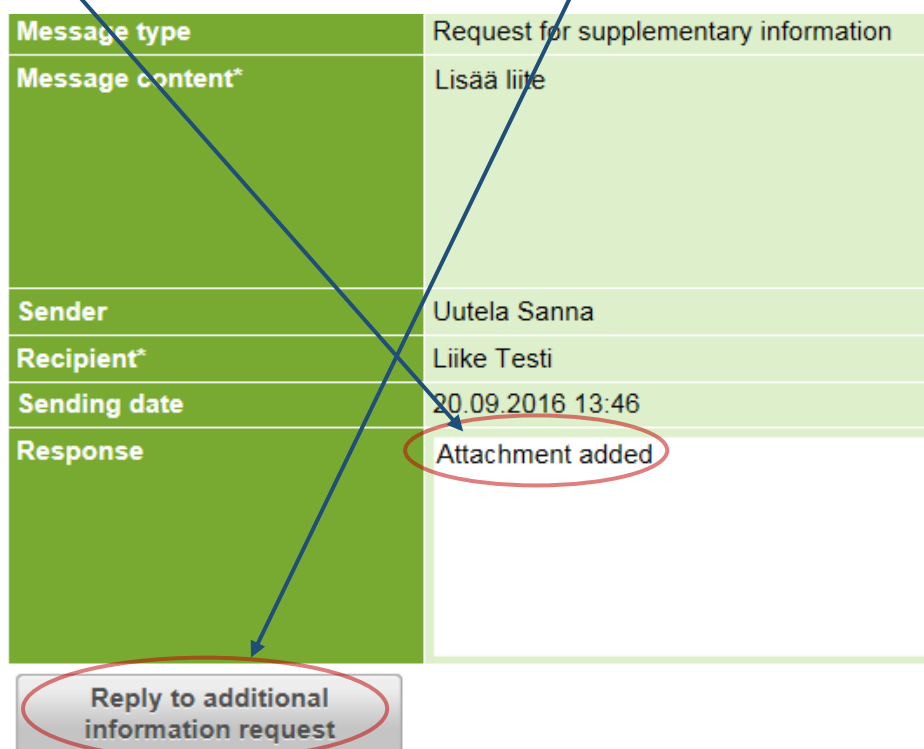 Message type Request for supplementary information
Message content* Lisää liite
Sender Uutela Sanna
Recipient* Liike Testi
Sending date 20.09.2016 13:46
Response Attachment added
Reply to additional
information request